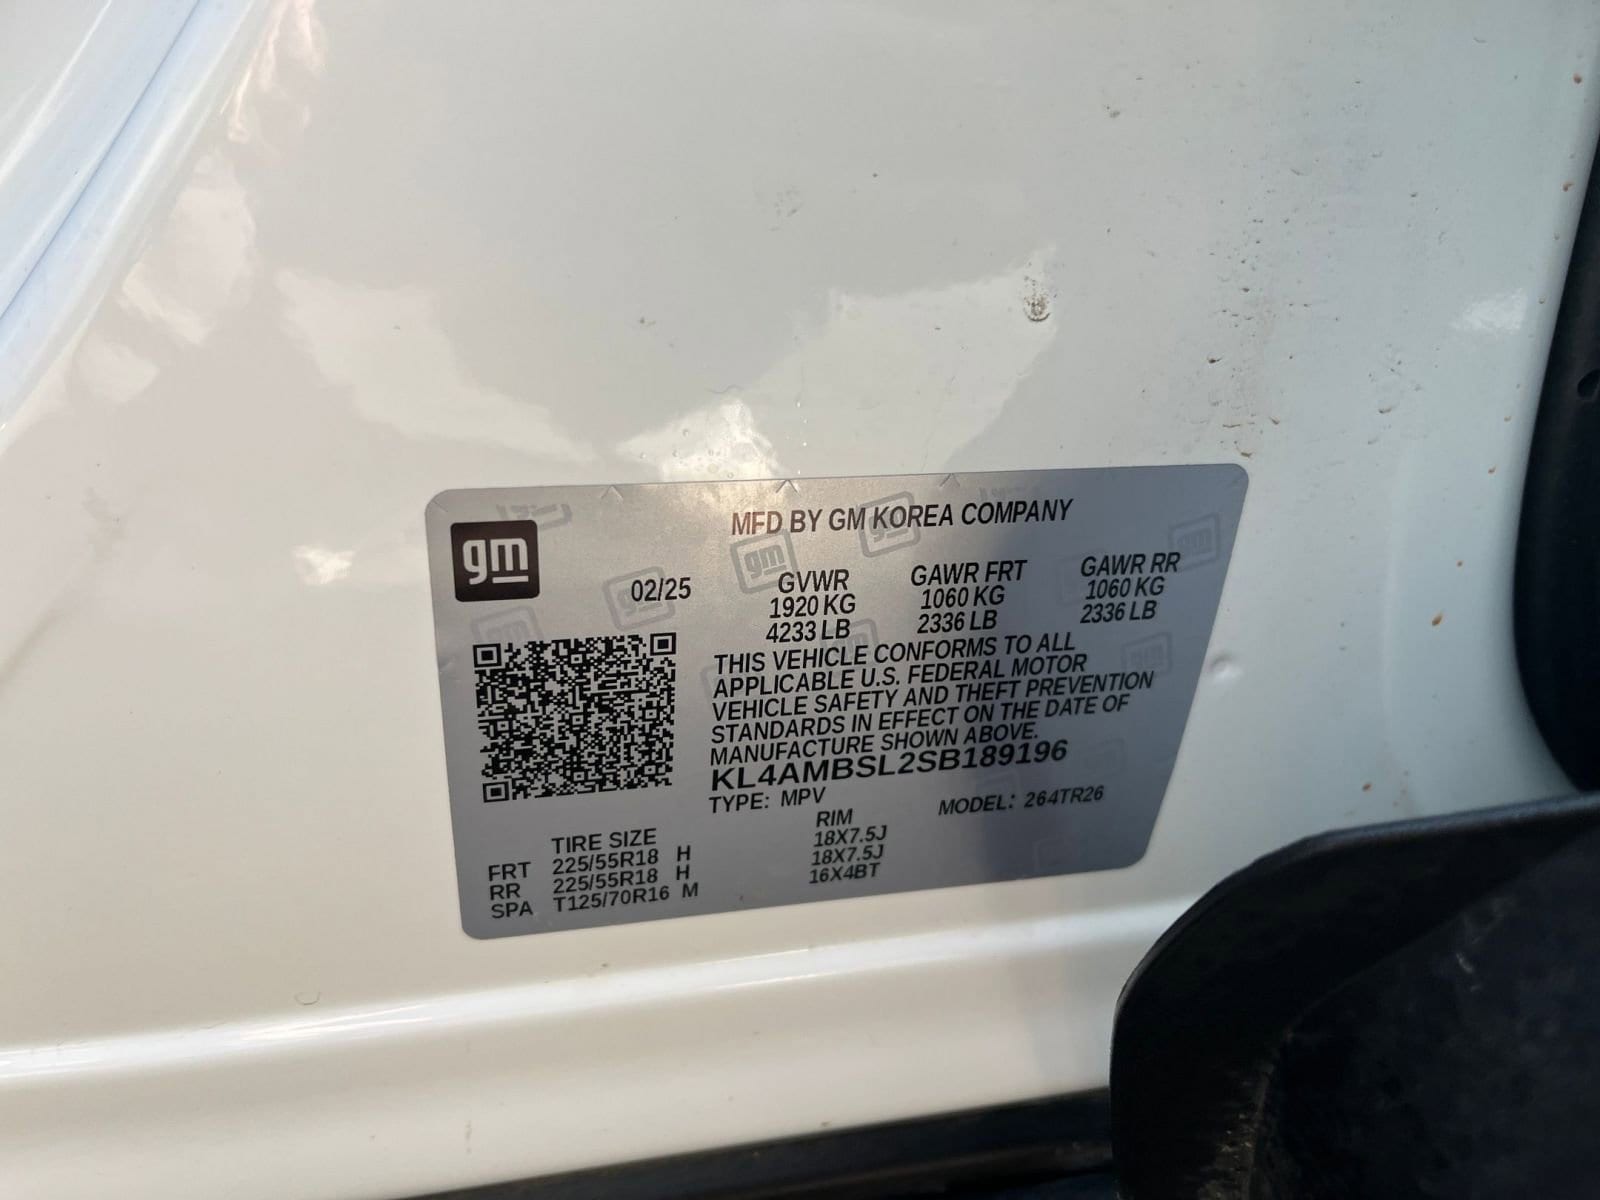 gm
MFD BY GM KOREA COMPANY
02/25
GVWR
1920 KG
4233 LB
GAWR FRT
1060 KG
2336 LB
GAWR RR
1060 KG
2336 LB
THIS VEHICLE CONFORMS TO ALL
APPLICABLE U.S. FEDERAL MOTOR
VEHICLE SAFETY AND THEFT PREVENTION
STANDARDS IN EFFECT ON THE DATE OF
MANUFACTURE SHOWN ABOVE.
KL4AMBSL2SB189196
TYPE: MPV MODEL: 264TR26
TIRE SIZE RIM
FRT 225/55R18 H 18X7.5J
RR 225/55R18 H 18X7.5J
SPA T125/70R16 M 16X4BT